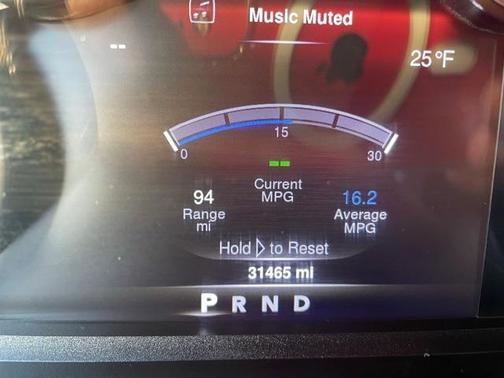 Music Muted
--
25°F
0 15 30
--
Current
MPG
94
Range
mi
16.2
Average
MPG
Hold ▷ to Reset
31465 mi
P R N D